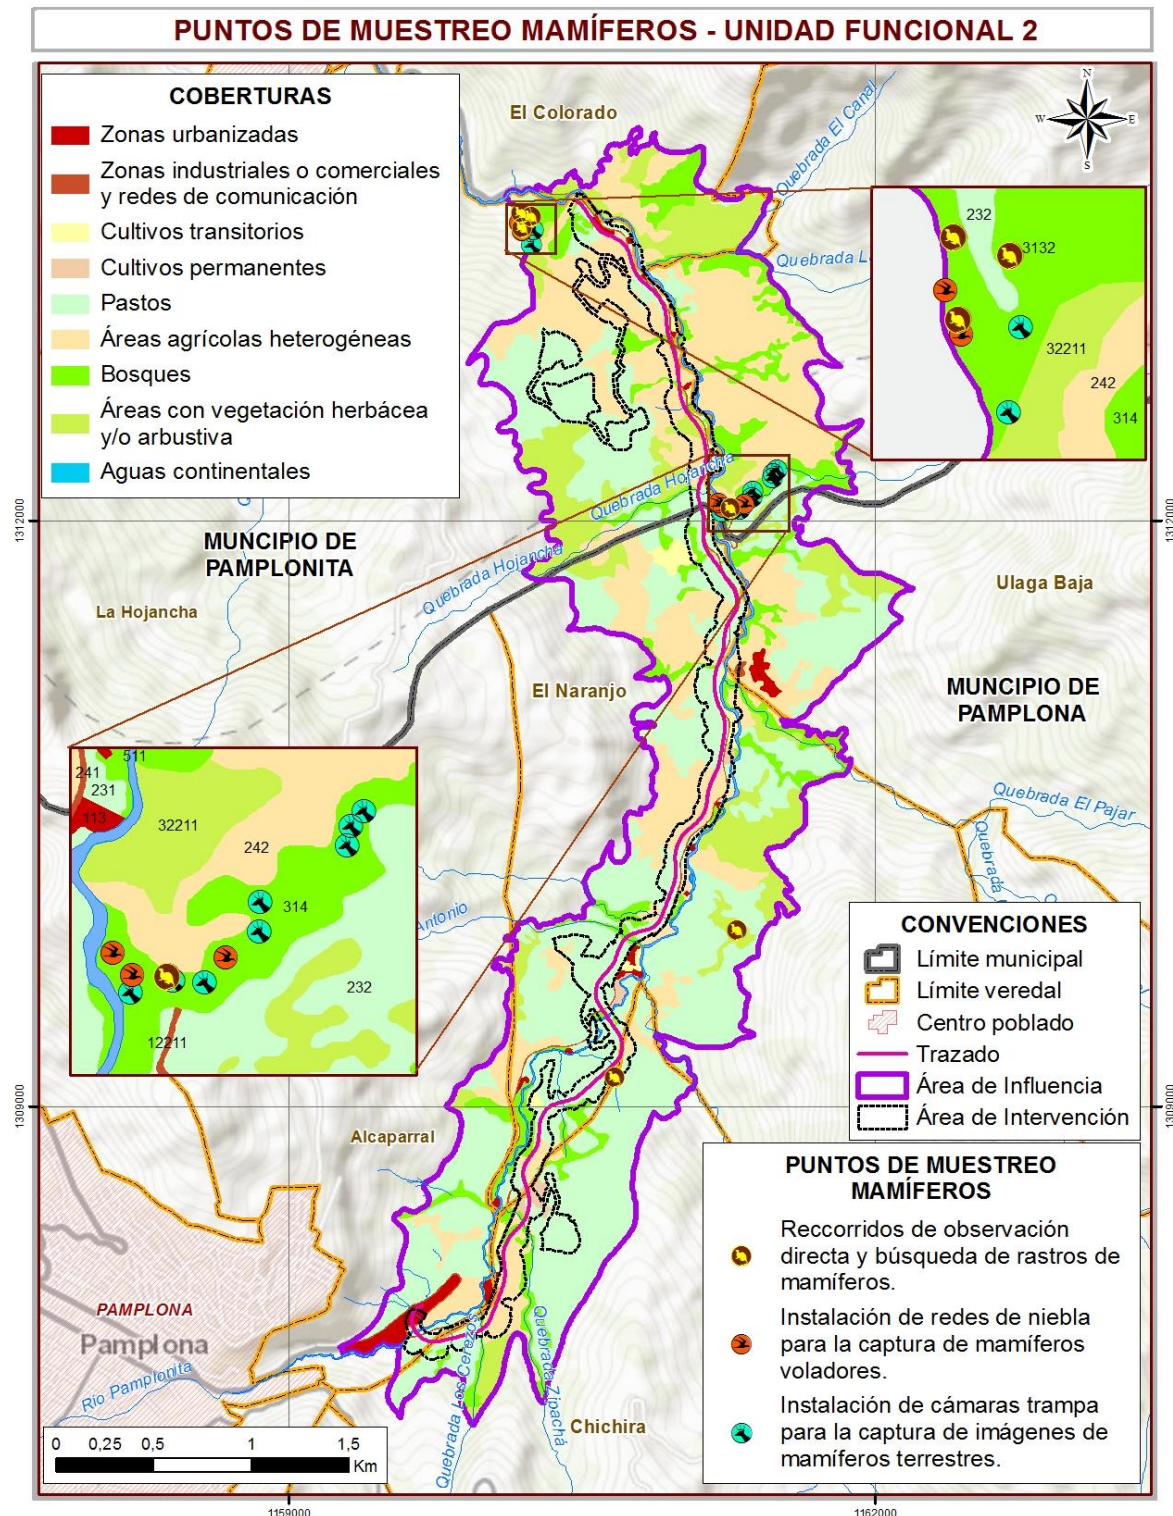 PUNTOS DE MUESTREO MAMÍFEROS - UNIDAD FUNCIONAL 2
COBERTURAS
Zonas urbanizadas
Zonas industriales o comerciales
y redes de comunicación
Cultivos transitorios
Cultivos permanentes
Pastos
Áreas agrícolas heterogéneas
Bosques
Áreas con vegetación herbácea
y/o arbustiva
Aguas continentales
El Colorado
Quebrada El Canal
Quebrada L
N
W
E
S
232
3132
32211
242
314
1312000
1312000
MUNCIPIO DE
PAMPLONITA
La Hojancha
Quebrada Hojancha
Quebrada Hojancha
Ulaga Baja
El Naranjo
MUNCIPIO DE
PAMPLONA
Quebrada El Pajar
Quebrada
511
241
231
113
32211
242
314
232
12211
Antonio
CONVENCIONES
Límite municipal
Límite veredal
Centro poblado
Trazado
Área de Influencia
Área de Intervención
1309000
1309000
Alcaparral
PUNTOS DE MUESTREO
MAMÍFEROS
Reccorridos de observación
directa y búsqueda de rastros de
mamíferos.
Instalación de redes de niebla
para la captura de mamíferos
voladores.
Instalación de cámaras trampa
para la captura de imágenes de
mamíferos terrestres.
PAMPLONA
Pamplona
Rio Pamplonita
Quebrada Los Cerezos
Quebrada Zipachá
Chichira
0 0,25 0,5 1 1,5
Km
1159000
1162000